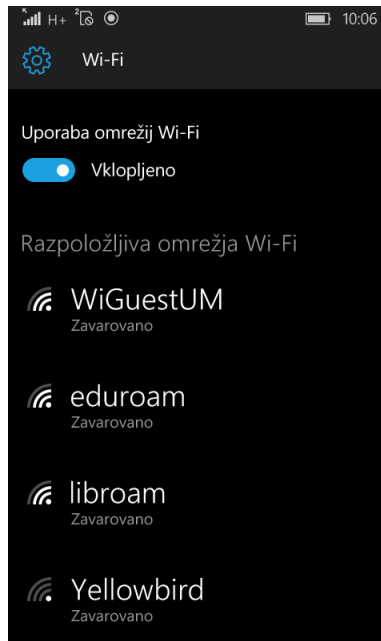 H+ 2 10:06
Wi-Fi
Uporaba omrežij Wi-Fi
Vklopljeno
Razpoložljiva omrežja Wi-Fi
WiGuestUM
Zavarovano
eduroam
Zavarovano
libroam
Zavarovano
Yellowbird
Zavarovano